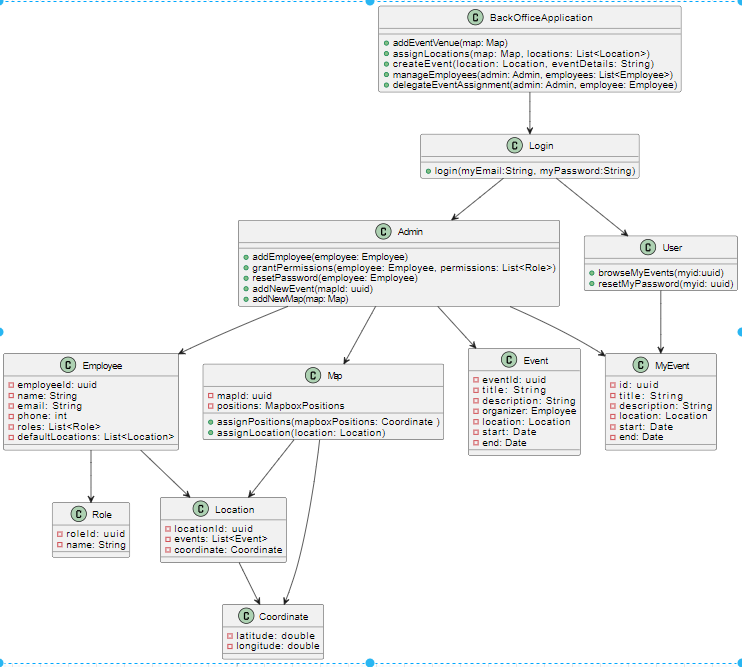 C BackOfficeApplication
addEventVenue(map: Map)
assignLocations(map: Map, locations: List<Location>)
createEvent(location: Location, eventDetails: String)
manageEmployees(admin: Admin, employees: List<Employee>)
delegateEventAssignment(admin: Admin, employee: Employee)
C Login
login(myEmail:String, myPassword:String)
C Admin
addEmployee(employee: Employee)
grantPermissions(employee: Employee, permissions: List<Role>)
resetPassword(employee: Employee)
addNewEvent(mapId: uuid)
addNewMap(map: Map)
C User
browseMyEvents(myid:uuid)
resetMyPassword(myid: uuid)
C Employee
employeeId: uuid
name: String
email: String
phone: int
roles: List<Role>
defaultLocations: List<Location>
C Map
mapId: uuid
positions: MapboxPositions
assignPositions(mapboxPositions: Coordinate )
assignLocation(location: Location)
C Event
eventId: uuid
title: String
description: String
organizer: Employee
location: Location
start: Date
end: Date
C MyEvent
id: uuid
title: String
description: String
location: Location
start: Date
end: Date
C Role
roleId: uuid
name: String
C Location
locationId: uuid
events: List<Event>
coordinate: Coordinate
C Coordinate
latitude: double
longitude: double